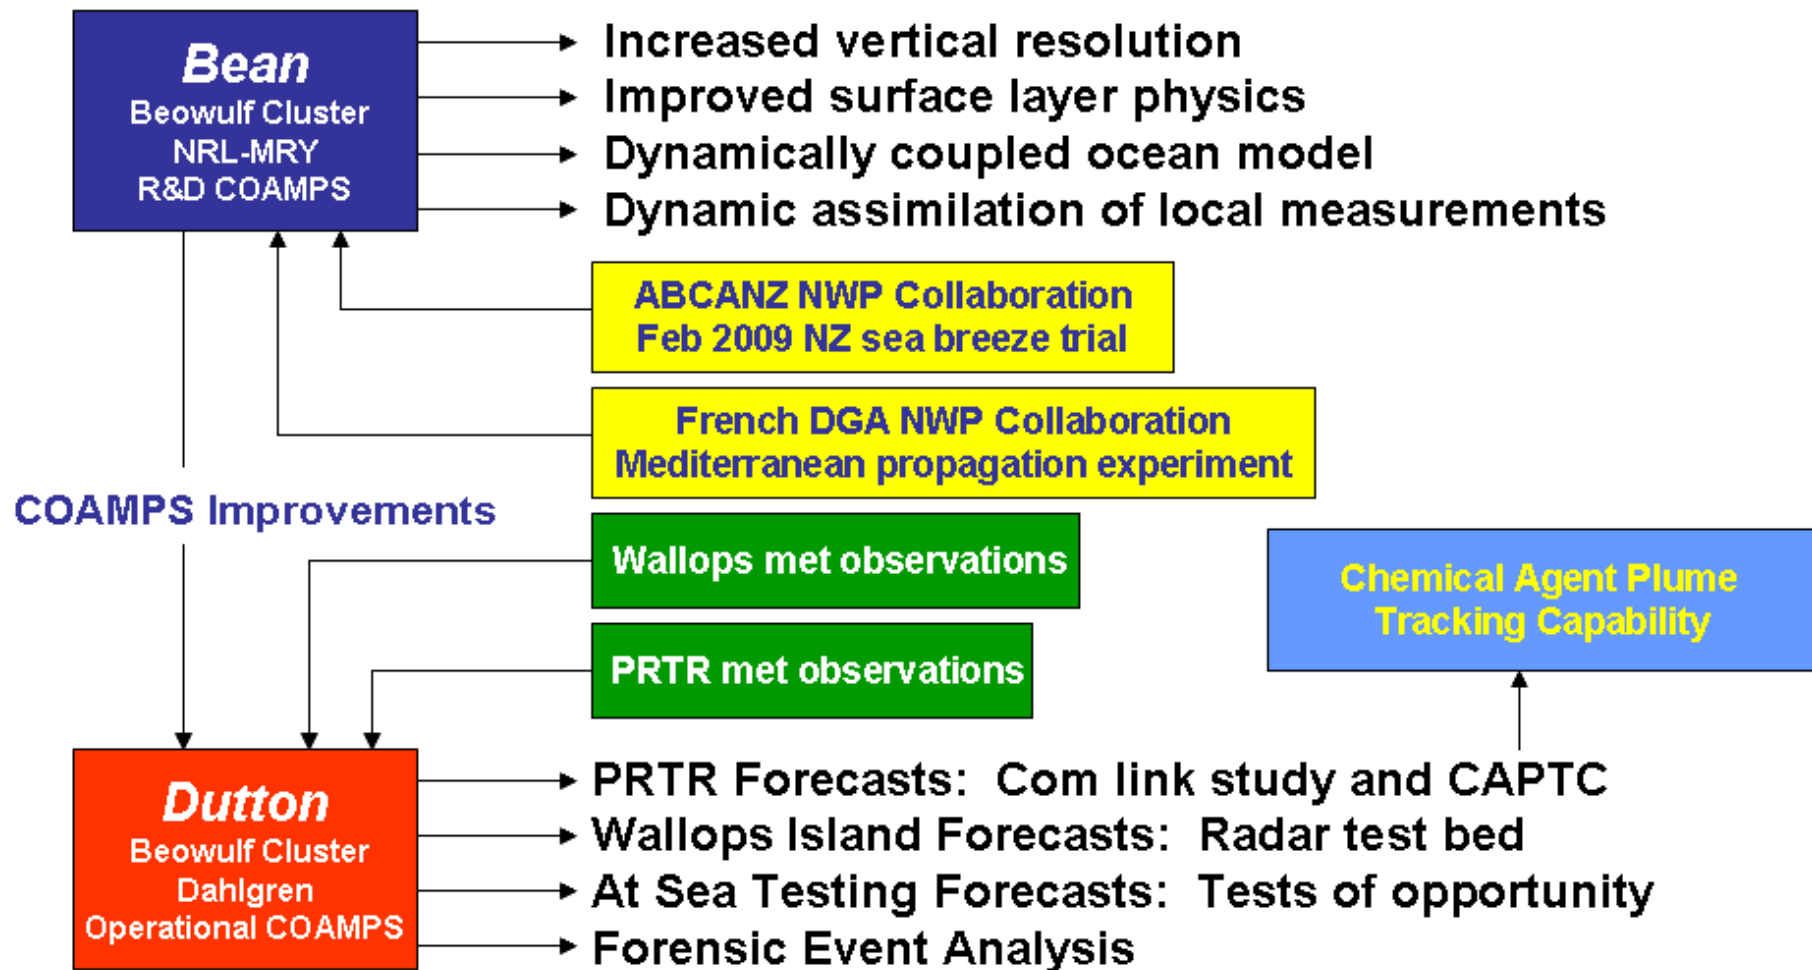 Bean
Beowulf Cluster
NRL-MRY
R&D COAMPS
Increased vertical resolution
Improved surface layer physics
Dynamically coupled ocean model
Dynamic assimilation of local measurements
ABCANZ NWP Collaboration
Feb 2009 NZ sea breeze trial
French DGA NWP Collaboration
Mediterranean propagation experiment
COAMPS Improvements
Wallops met observations
PRTR met observations
Chemical Agent Plume
Tracking Capability
Dutton
Beowulf Cluster
Dahlgren
Operational COAMPS
PRTR Forecasts:  Com link study and CAPTC
Wallops Island Forecasts:  Radar test bed
At Sea Testing Forecasts:  Tests of opportunity
Forensic Event Analysis